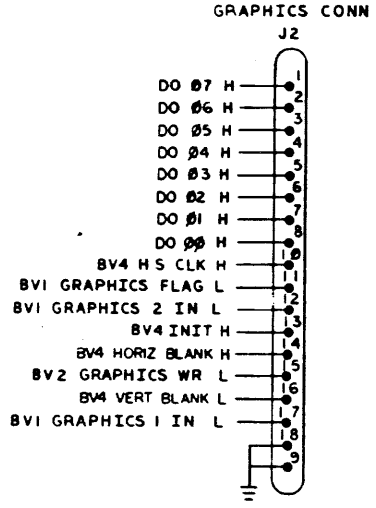 GRAPHICS CONN
J2
DO Ø7 H 1
DO Ø6 H 2
DO Ø5 H 3
DO Ø4 H 4
DO Ø3 H 5
DO Ø2 H 6
DO Ø1 H 7
DO ØØ H 8
BV4 H S CLK H 10
BV1 GRAPHICS FLAG L 11
BV1 GRAPHICS 2 IN L 12
BV4 INIT H 13
BV4 HORIZ BLANK H 14
BV2 GRAPHICS WR L 15
BV4 VERT BLANK L 16
BV1 GRAPHICS 1 IN L 17
18
19